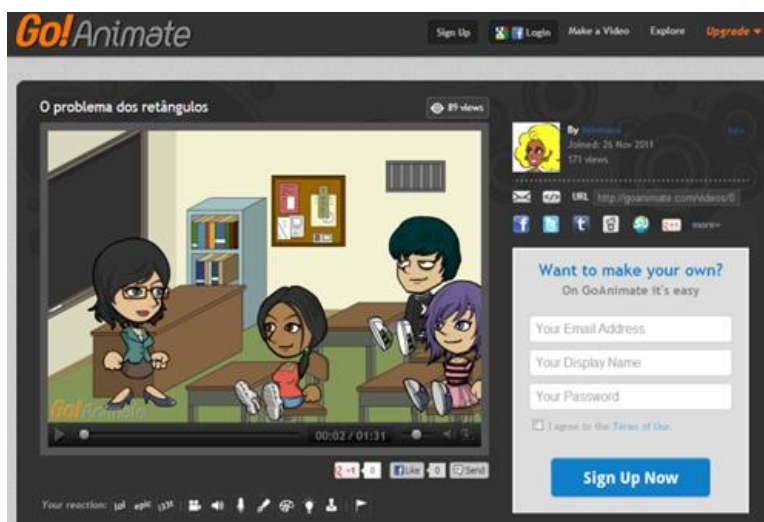 Go!Animate
Sign Up
Login
Make a Video
Explore
Upgrade
O problema dos retângulos
89 views
By
Joined: 26 Nov 2011
171 views
URL http://goanimate.com/videos/0
more+
Want to make your own?
On GoAnimate it's easy
Your Email Address
Your Display Name
Your Password
I agree to the Terms of Use.
Sign Up Now
Go!Animate
00:02 / 01:31
+1 0
Like 0
Send
Your reaction: lol epic